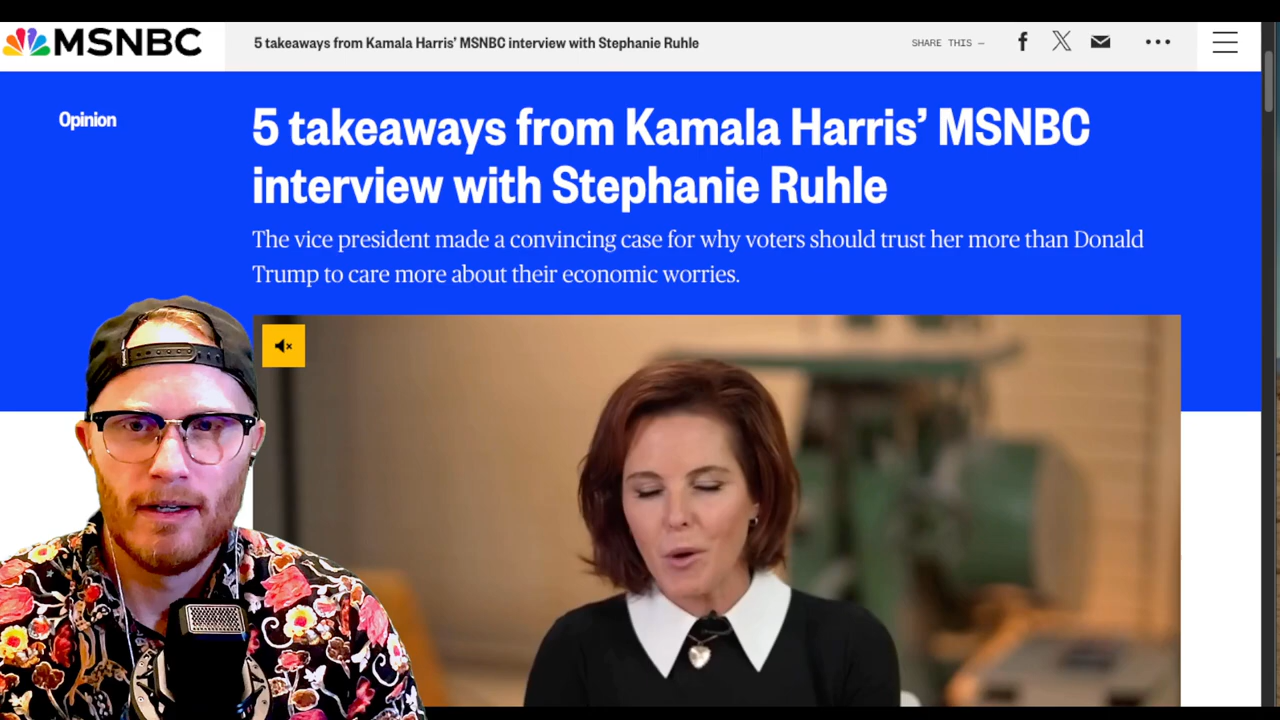 MSNBC
5 takeaways from Kamala Harris’ MSNBC interview with Stephanie Ruhle
SHARE THIS —
Opinion
5 takeaways from Kamala Harris’ MSNBC
interview with Stephanie Ruhle
The vice president made a convincing case for why voters should trust her more than Donald
Trump to care more about their economic worries.